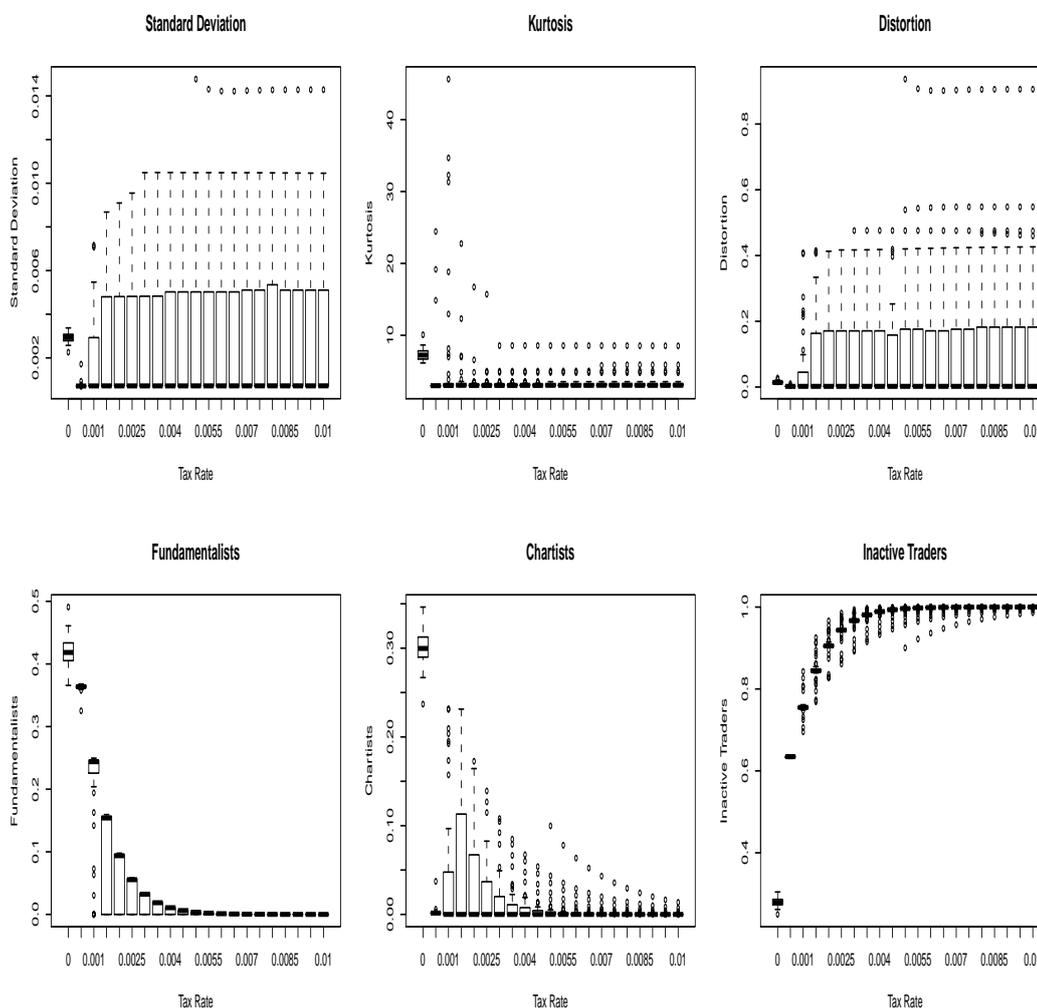 Standard Deviation
Kurtosis
Distortion
Standard Deviation
0.002
0.006
0.010
0.014
Kurtosis
10
20
30
40
Distortion
0.0
0.2
0.4
0.6
0.8
0 0.001 0.0025 0.004 0.0055 0.007 0.0085 0.01
0 0.001 0.0025 0.004 0.0055 0.007 0.0085 0.01
0 0.001 0.0025 0.004 0.0055 0.007 0.0085 0.0
Tax Rate
Tax Rate
Tax Rate
Fundamentalists
Chartists
Inactive Traders
Fundamentalists
0.0
0.1
0.2
0.3
0.4
0.5
Chartists
0.00
0.10
0.20
0.30
Inactive Traders
0.4
0.6
0.8
1.0
0 0.001 0.0025 0.004 0.0055 0.007 0.0085 0.01
0 0.001 0.0025 0.004 0.0055 0.007 0.0085 0.01
0 0.001 0.0025 0.004 0.0055 0.007 0.0085 0.0
Tax Rate
Tax Rate
Tax Rate